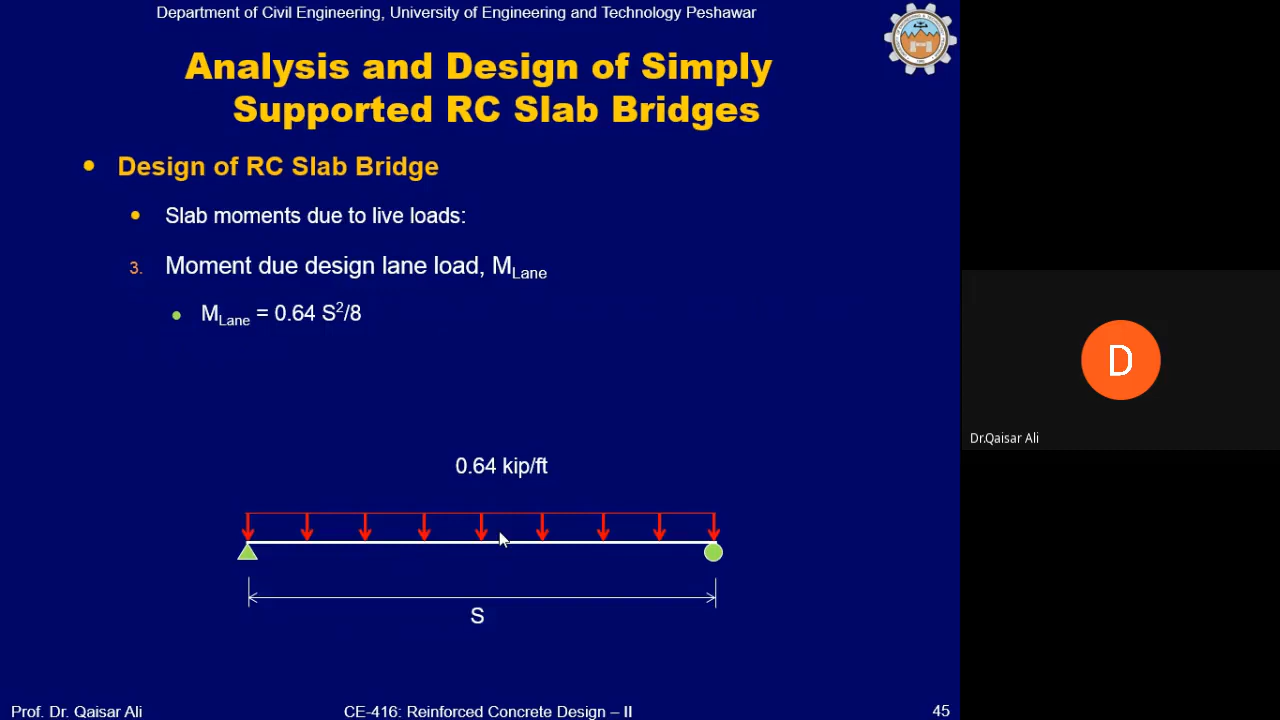 Department of Civil Engineering, University of Engineering and Technology Peshawar
Analysis and Design of Simply
Supported RC Slab Bridges
• Design of RC Slab Bridge
• Slab moments due to live loads:
3. Moment due design lane load, M_Lane
• M_Lane = 0.64 S²/8
0.64 kip/ft
S
Prof. Dr. Qaisar Ali
CE-416: Reinforced Concrete Design – II
45
D
Dr.Qaisar Ali